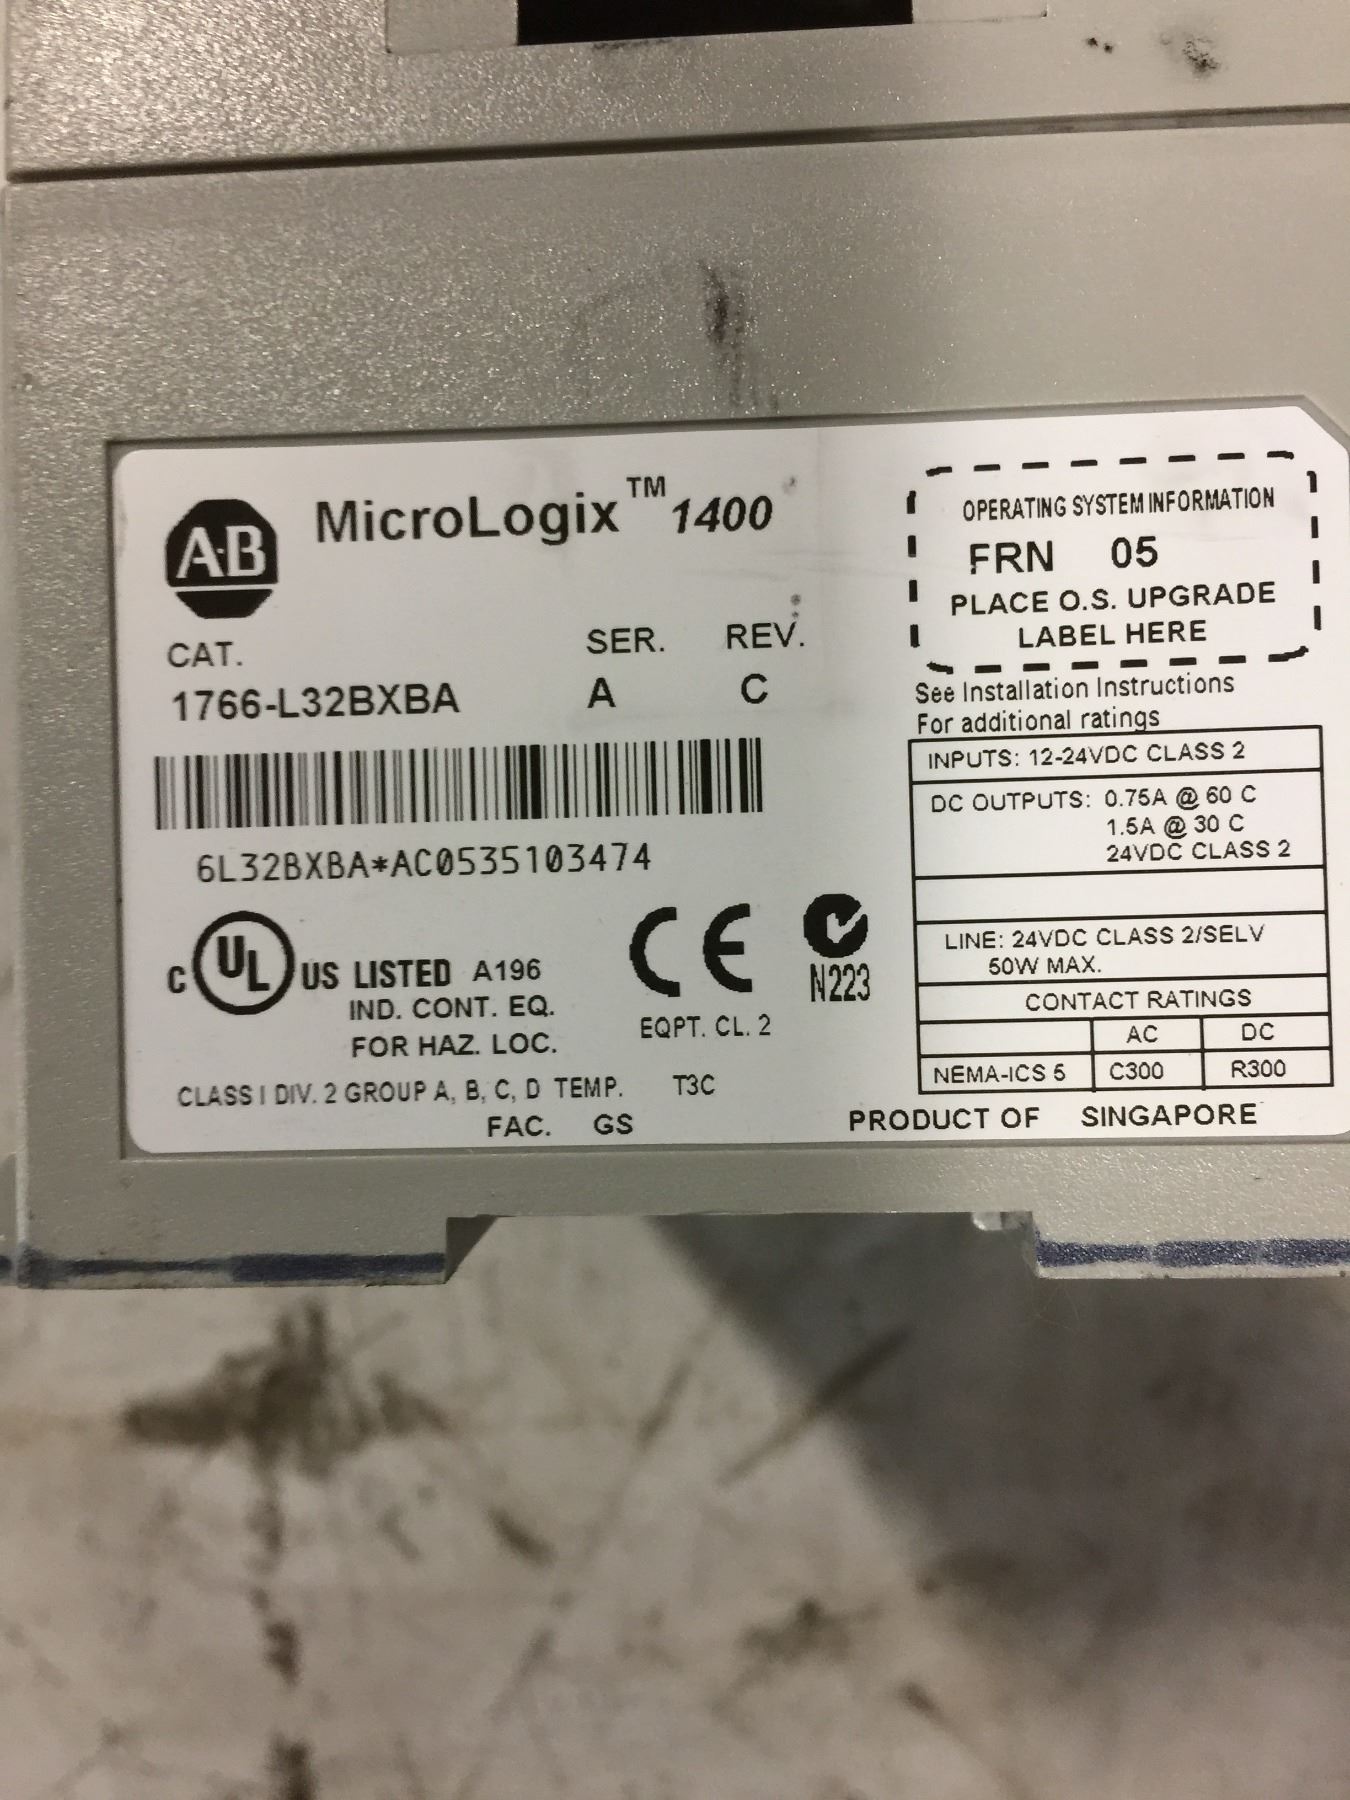 A·B
MicroLogix™ 1400
CAT. SER. REV.
1766-L32BXBA A C
6L32BXBA*AC0535103474
C UL US LISTED A196
IND. CONT. EQ.
FOR HAZ. LOC.
CE
N223
EQPT. CL. 2
CLASS I DIV. 2 GROUP A, B, C, D TEMP. T3C
FAC. GS
OPERATING SYSTEM INFORMATION
FRN 05
PLACE O.S. UPGRADE
LABEL HERE
See Installation Instructions
For additional ratings
INPUTS: 12-24VDC CLASS 2
DC OUTPUTS: 0.75A @ 60 C
1.5A @ 30 C
24VDC CLASS 2
LINE: 24VDC CLASS 2/SELV
50W MAX.
CONTACT RATINGS
AC DC
NEMA-ICS 5 C300 R300
PRODUCT OF SINGAPORE